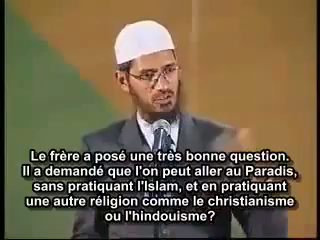 Le frère a posé une très bonne question.
Il a demandé que l'on peut aller au Paradis,
sans pratiquant l'Islam, et en pratiquant
une autre réligion comme le christianisme
ou l'hindouisme?